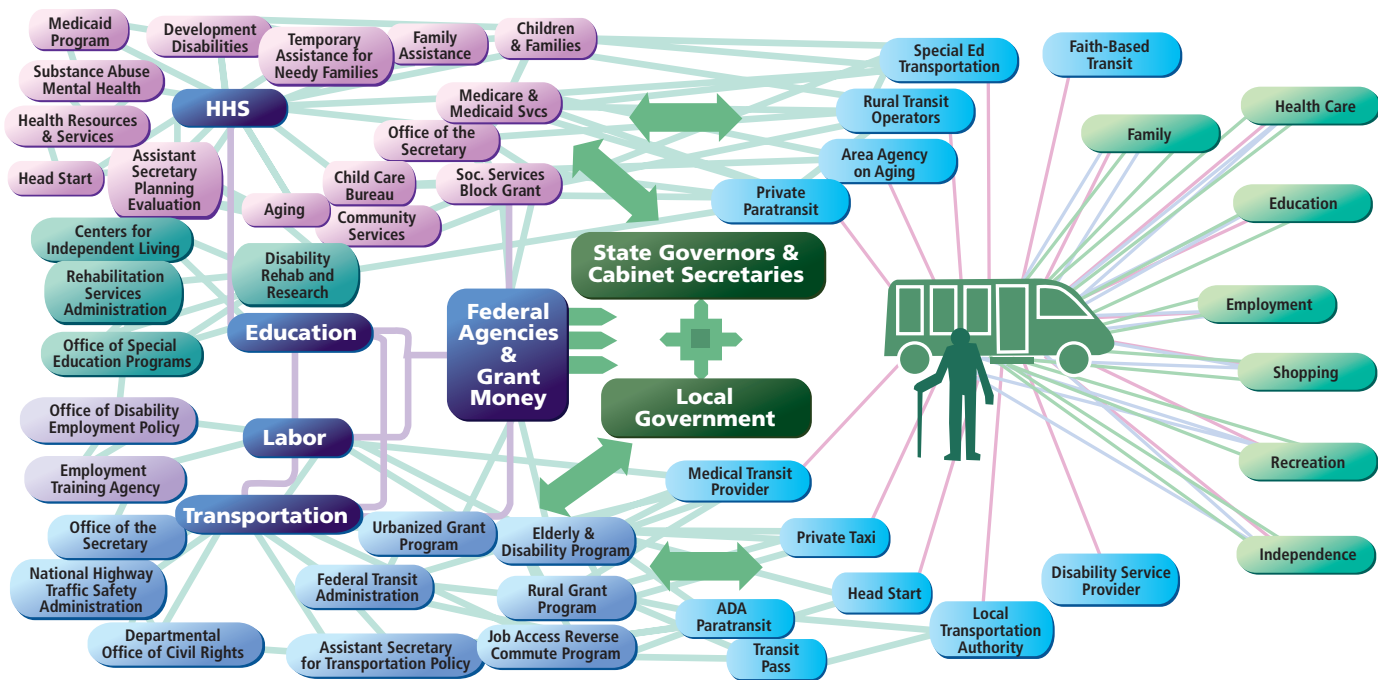 Medicaid
Program
Development
Disabilities
Temporary
Assistance for
Needy Families
Family
Assistance
Children
& Families
Substance Abuse
Mental Health
HHS
Medicare &
Medicaid Svcs
Health Resources
& Services
Office of the
Secretary
Head Start
Assistant
Secretary
Planning
Evaluation
Child Care
Bureau
Soc. Services
Block Grant
Aging
Community
Services
Special Ed
Transportation
Rural Transit
Operators
Area Agency
on Aging
Private
Paratransit
Faith-Based
Transit
Family
Health Care
Education
Employment
Shopping
Recreation
Independence
Centers for
Independent Living
Disability
Rehab and
Research
Rehabilitation
Services
Administration
Education
Office of Special
Education Programs
Federal
Agencies
&
Grant
Money
State Governors &
Cabinet Secretaries
Local
Government
Office of Disability
Employment Policy
Labor
Employment
Training Agency
Transportation
Office of the
Secretary
Urbanized Grant
Program
Elderly &
Disability Program
National Highway
Traffic Safety
Administration
Federal Transit
Administration
Rural Grant
Program
Departmental
Office of Civil Rights
Assistant Secretary
for Transportation Policy
Job Access Reverse
Commute Program
Medical Transit
Provider
Private Taxi
Head Start
ADA
Paratransit
Transit
Pass
Local
Transportation
Authority
Disability Service
Provider